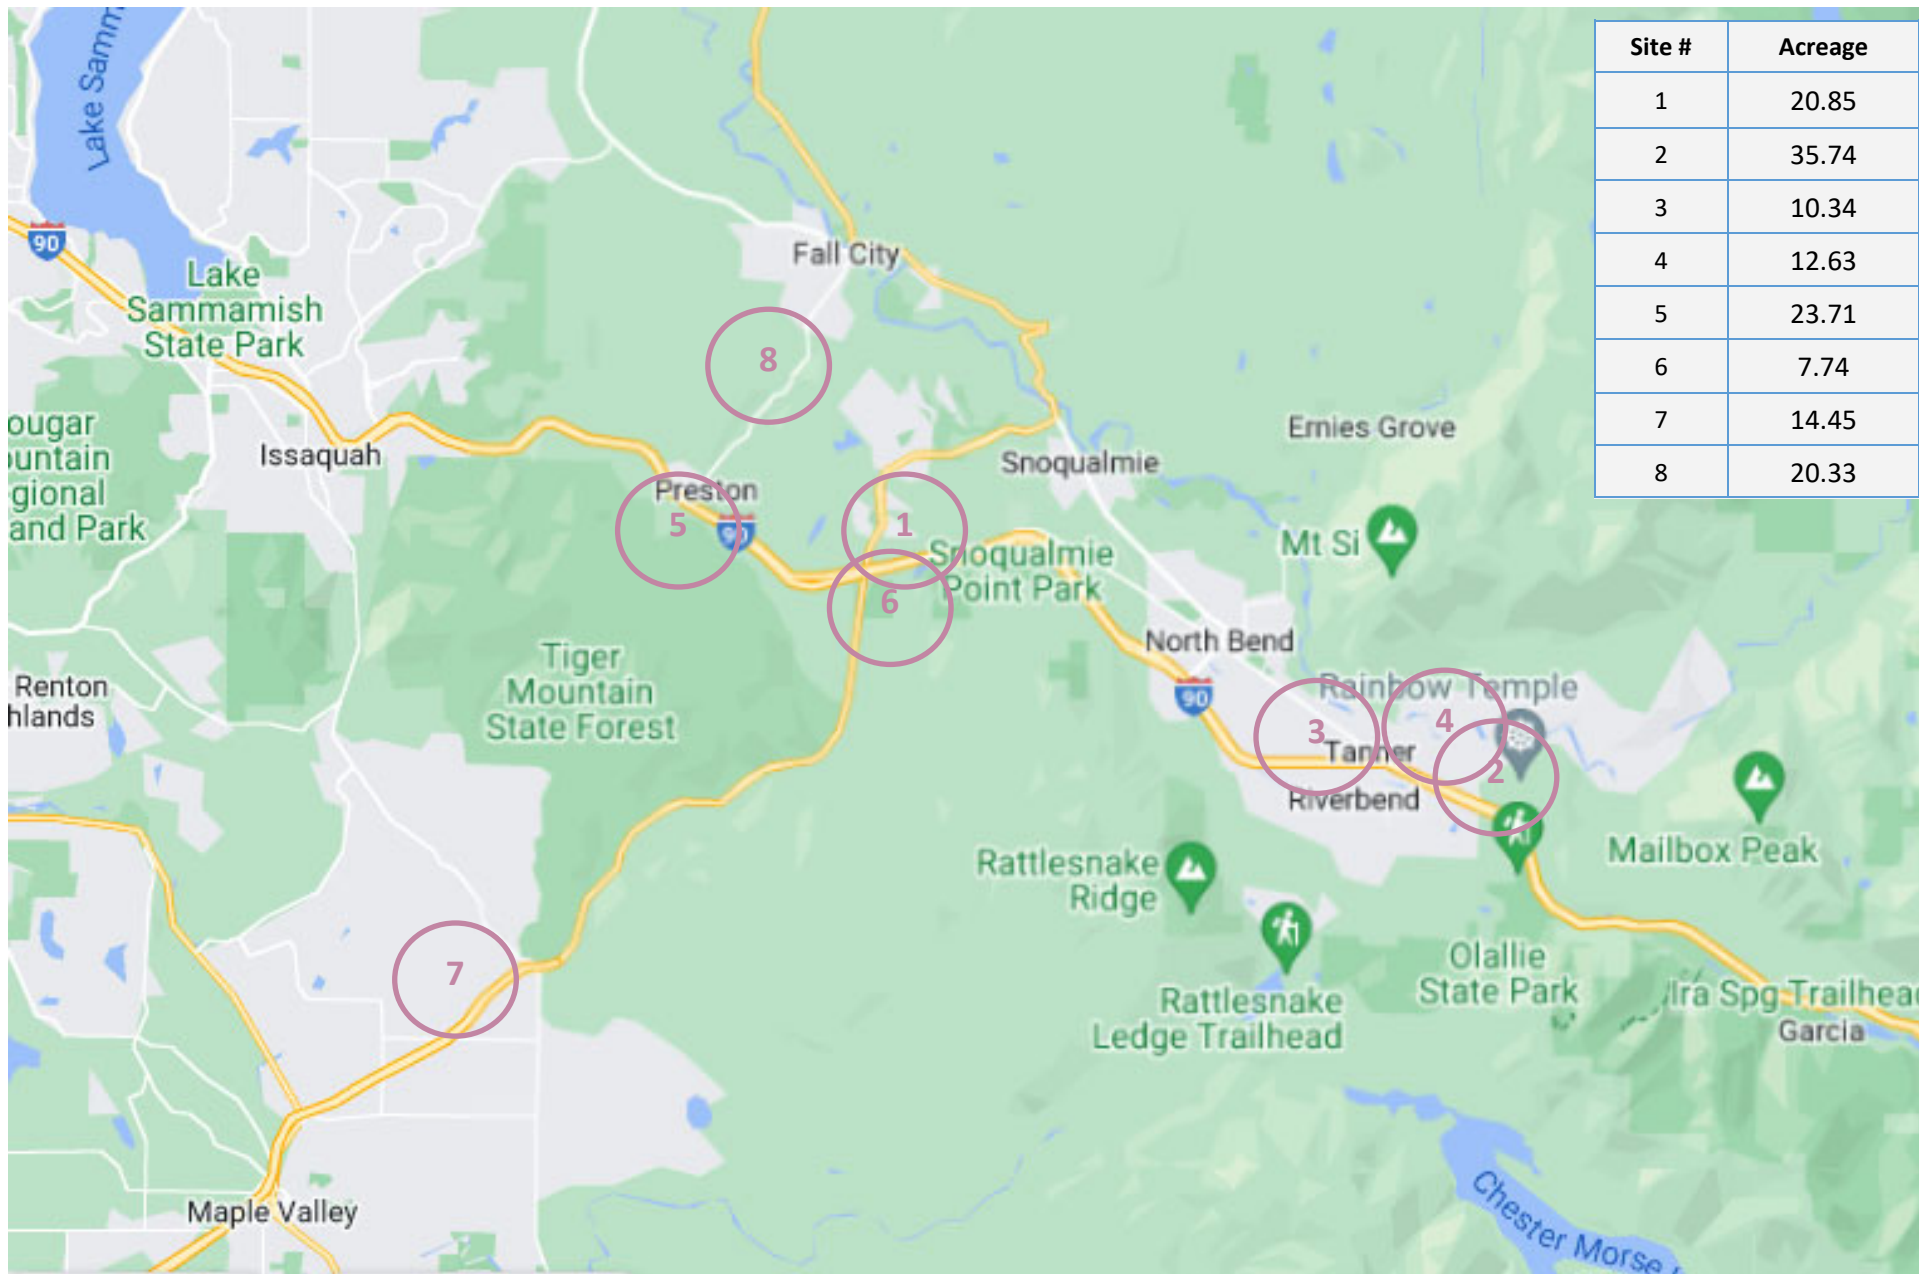 Lake Samm
Site # Acreage
1 20.85
2 35.74
3 10.34
4 12.63
5 23.71
6 7.74
7 14.45
8 20.33
90
Fall City
Lake
Sammamish
State Park
8
ougar
ountain
gional
and Park
Issaquah
Ernies Grove
Snoqualmie
Preston
5
90
1
Snoqualmie
Point Park
Mt Si
6
North Bend
Tiger
Mountain
State Forest
Renton
hlands
90
Rainbow Temple
3
4
Tanner
2
Riverbend
Mailbox Peak
Rattlesnake
Ridge
7
Olallie
State Park
Ira Spg Trailhea
Garcia
Rattlesnake
Ledge Trailhead
Maple Valley
Chester Morse